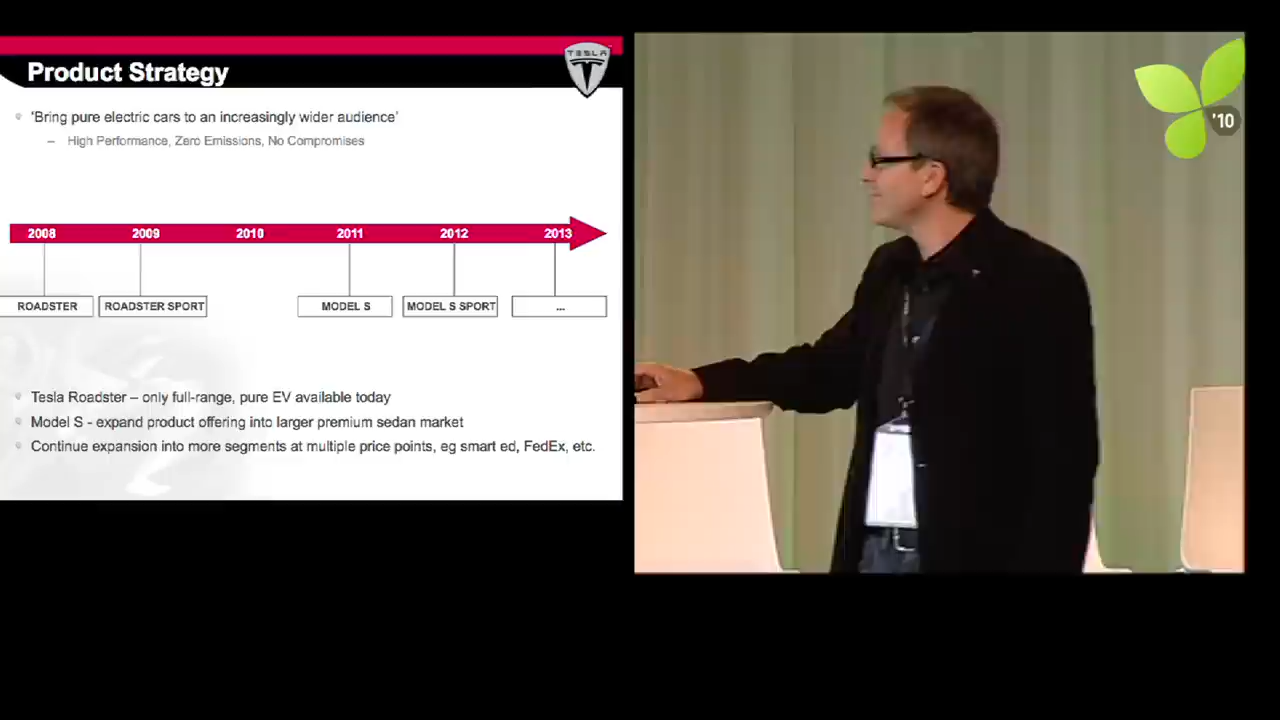 TESLA
Product Strategy
'Bring pure electric cars to an increasingly wider audience'
– High Performance, Zero Emissions, No Compromises
2008 2009 2010 2011 2012 2013
ROADSTER ROADSTER SPORT MODEL S MODEL S SPORT ...
Tesla Roadster – only full-range, pure EV available today
Model S - expand product offering into larger premium sedan market
Continue expansion into more segments at multiple price points, eg smart ed, FedEx, etc.
'10